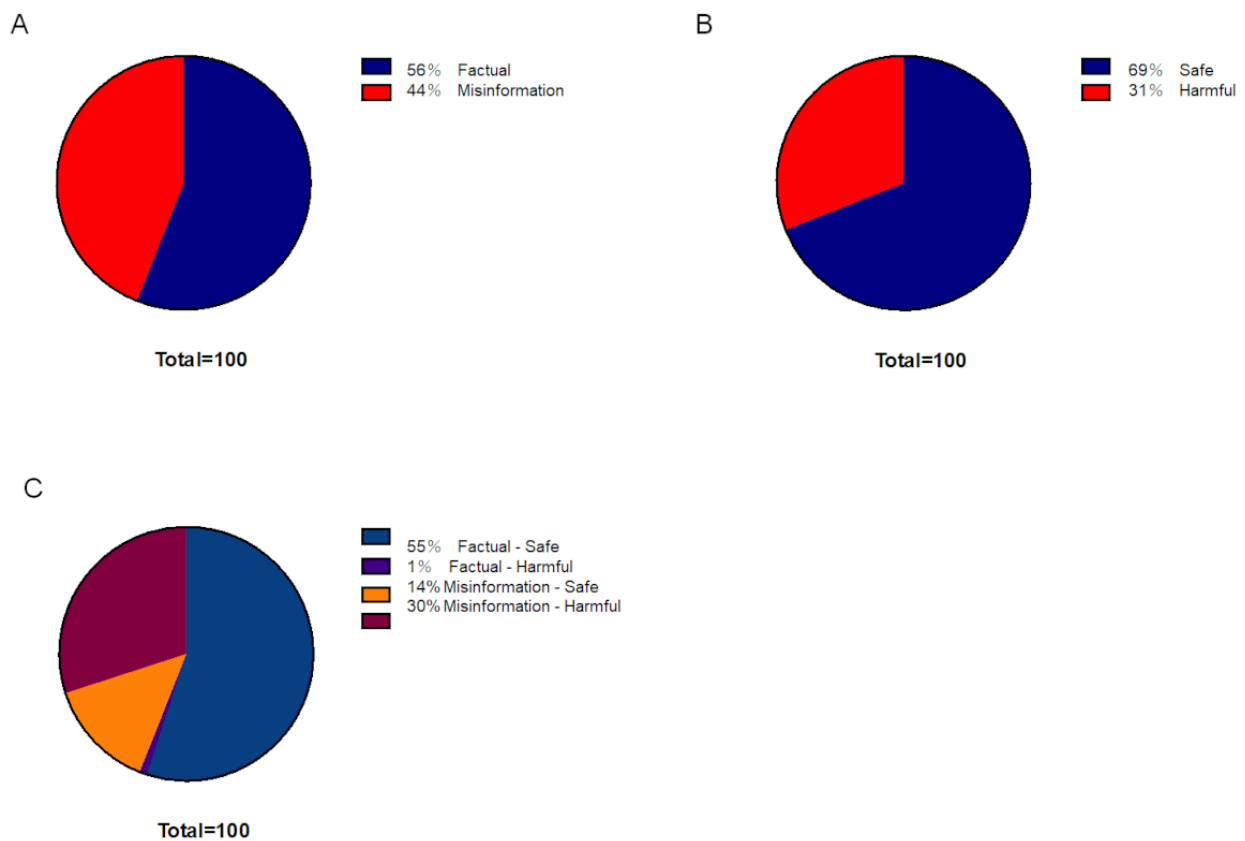 A
56% Factual
44% Misinformation
Total=100
B
69% Safe
31% Harmful
Total=100
C
55% Factual - Safe
1% Factual - Harmful
14% Misinformation - Safe
30% Misinformation - Harmful
Total=100